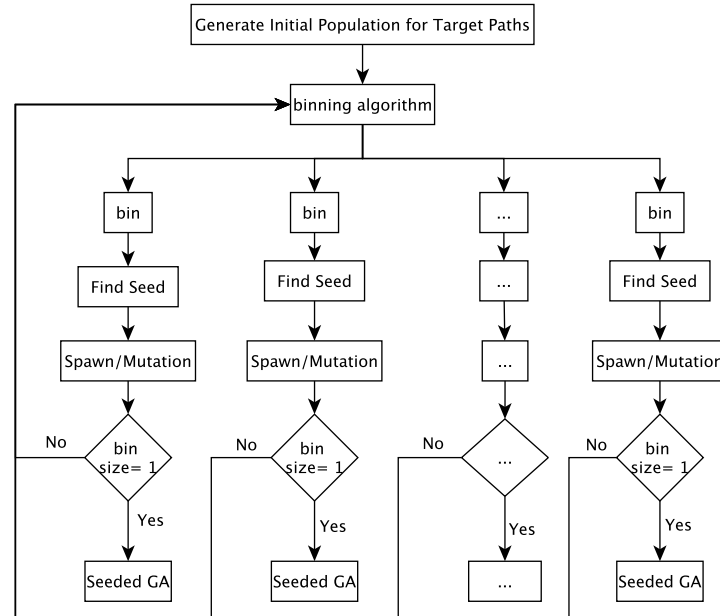 Generate Initial Population for Target Paths
binning algorithm
bin
bin
...
bin
Find Seed
Find Seed
...
Find Seed
Spawn/Mutation
Spawn/Mutation
...
Spawn/Mutation
No
bin
size= 1
No
bin
size= 1
No
...
No
bin
size= 1
Yes
Yes
Yes
Yes
Seeded GA
Seeded GA
...
Seeded GA